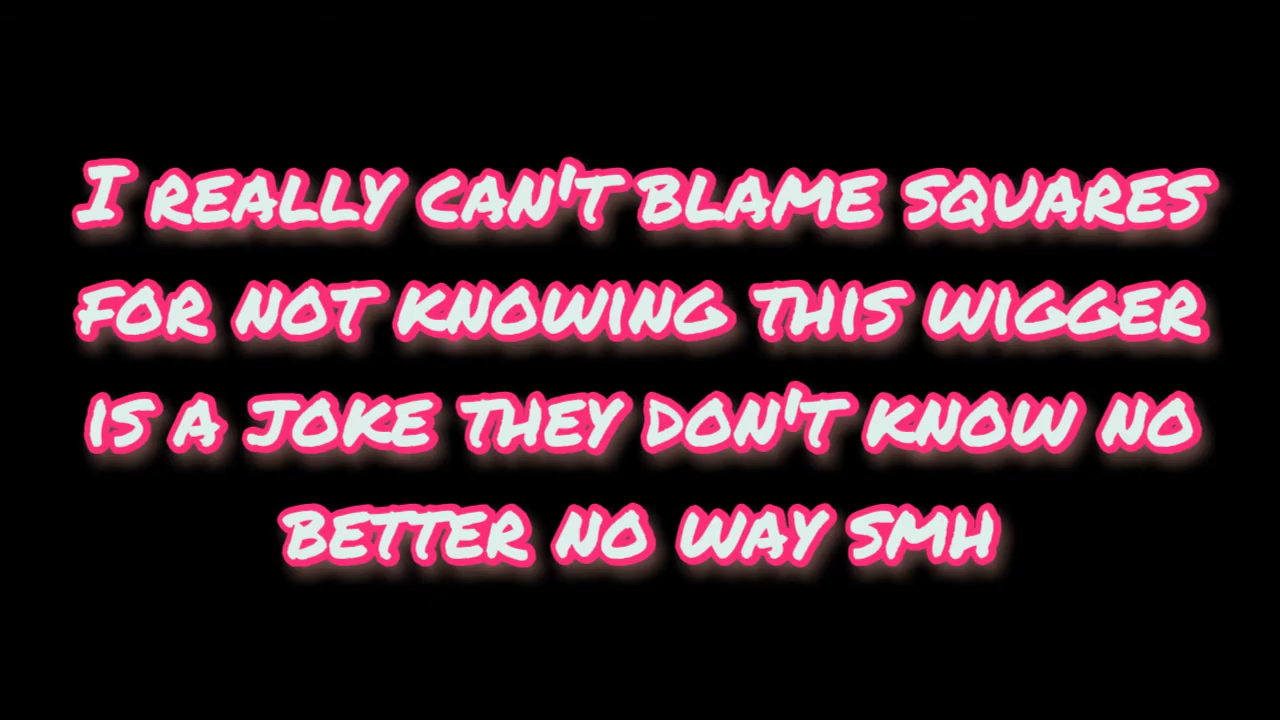 I REALLY CAN'T BLAME SQUARES
FOR NOT KNOWING THIS WIGGER
IS A JOKE THEY DON'T KNOW NO
BETTER NO WAY SMH